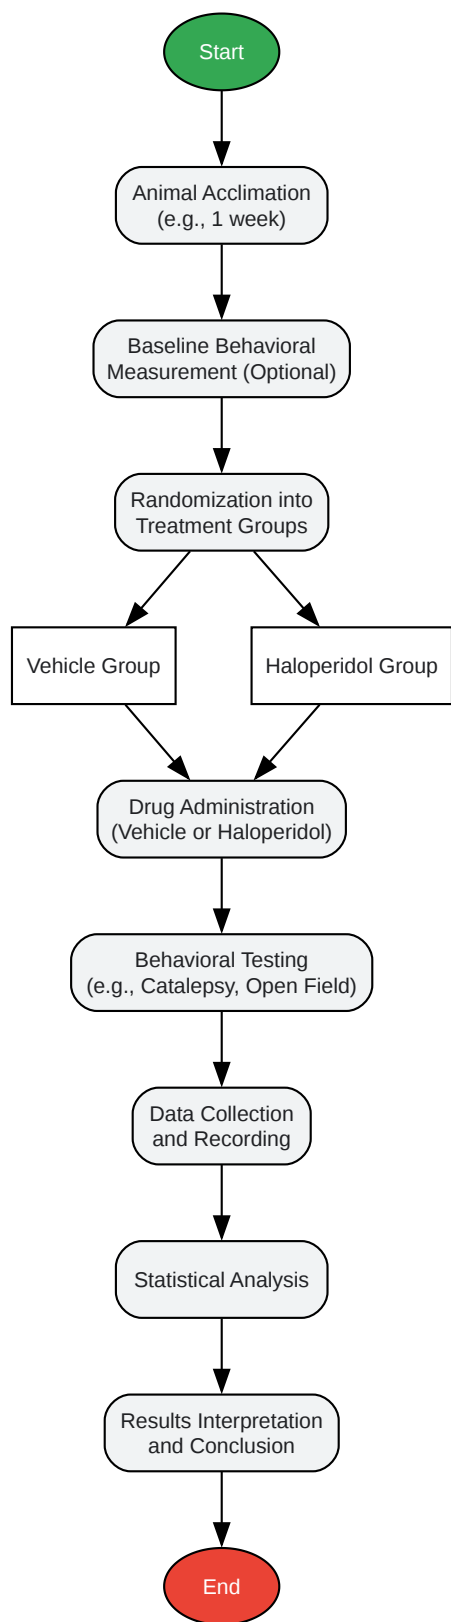 Start
Animal Acclimation
(e.g., 1 week)
Baseline Behavioral
Measurement (Optional)
Randomization into
Treatment Groups
Vehicle Group
Haloperidol Group
Drug Administration
(Vehicle or Haloperidol)
Behavioral Testing
(e.g., Catalepsy, Open Field)
Data Collection
and Recording
Statistical Analysis
Results Interpretation
and Conclusion
End